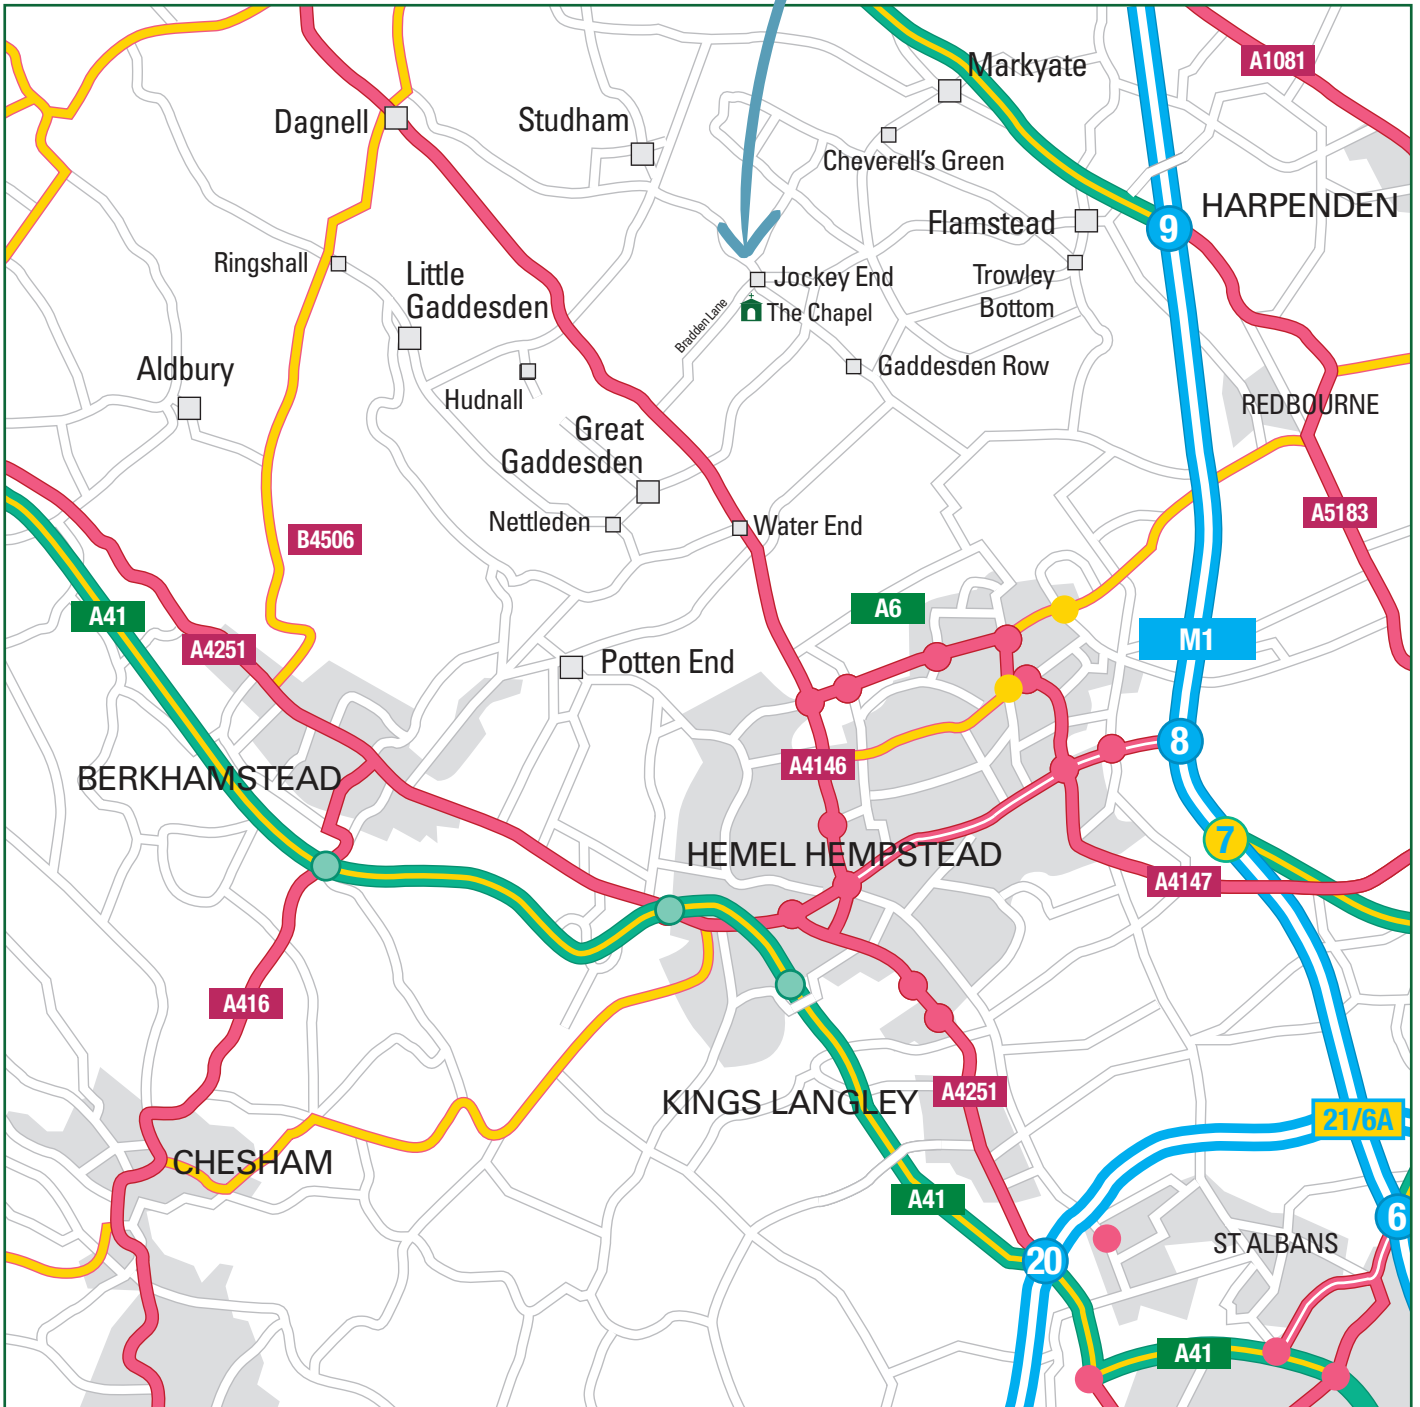 Markyate
A1081
Dagnell
Studham
Cheverell's Green
HARPENDEN
Flamstead
9
Ringshall
Little
Gaddesden
Jockey End
Trowley
Bottom
The Chapel
Bradden Lane
Aldbury
Gaddesden Row
Hudnall
REDBOURNE
Great
Gaddesden
Nettleden
Water End
A5183
B4506
A41
A6
A4251
M1
Potten End
8
A4146
BERKHAMSTEAD
7
HEMEL HEMPSTEAD
A4147
A416
A4251
KINGS LANGLEY
21/6A
CHESHAM
A41
6
ST ALBANS
20
A41